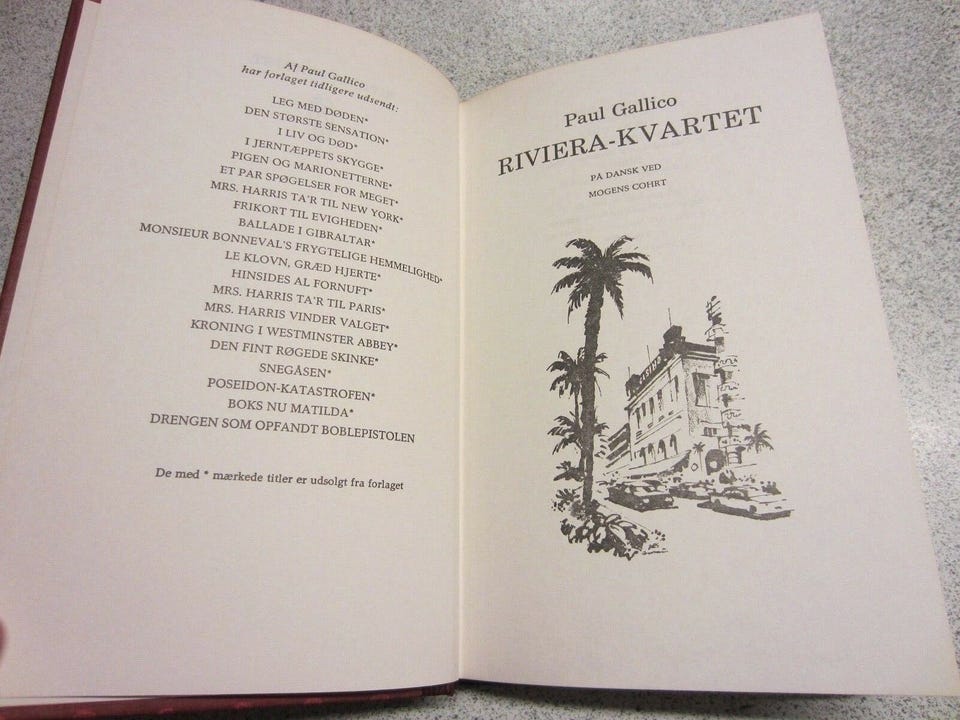 Af Paul Gallico
har forlaget tidligere udsendt:
LEG MED DØDEN*
DEN STØRSTE SENSATION*
I LIV OG DØD*
I JERNTÆPPETS SKYGGE*
PIGEN OG MARIONETTERNE*
ET PAR SPØGELSER FOR MEGET*
MRS. HARRIS TA'R TIL NEW YORK*
FRIKORT TIL EVIGHEDEN*
BALLADE I GIBRALTAR*
MONSIEUR BONNEVAL'S FRYGTELIGE HEMMELIGHED*
LE KLOVN, GRÆD HJERTE*
HINSIDES AL FORNUFT*
MRS. HARRIS TA'R TIL PARIS*
MRS. HARRIS VINDER VALGET*
KRONING I WESTMINSTER ABBEY*
DEN FINT RØGEDE SKINKE*
SNEGÅSEN*
POSEIDON-KATASTROFEN*
BOKS NU MATILDA*
DRENGEN SOM OPFANDT BOBLEPISTOLEN
De med * mærkede titler er udsolgt fra forlaget
Paul Gallico
RIVIERA-KVARTET
PÅ DANSK VED
MOGENS COHRT